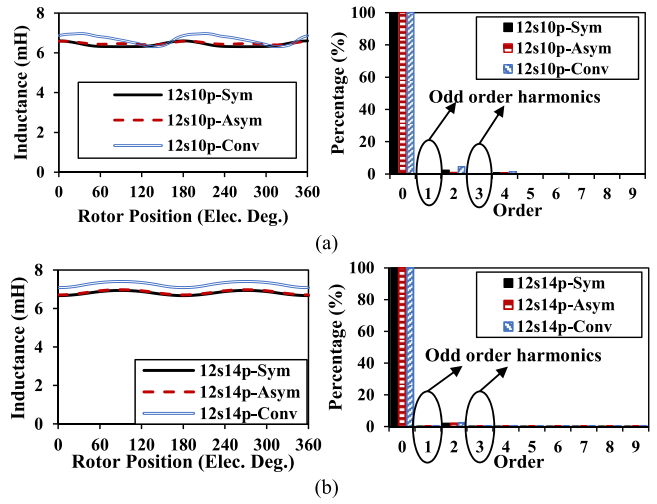 Inductance (mH)
8
6
4
2
0
12s10p-Sym
12s10p-Asym
12s10p-Conv
0 60 120 180 240 300 360
Rotor Position (Elec. Deg.)
Percentage (%)
100
80
60
40
20
0
12s10p-Sym
12s10p-Asym
12s10p-Conv
Odd order harmonics
0 1 2 3 4 5 6 7 8 9
Order
(a)
Inductance (mH)
8
6
4
2
0
12s14p-Sym
12s14p-Asym
12s14p-Conv
0 60 120 180 240 300 360
Rotor Position (Elec. Deg.)
Percentage (%)
100
80
60
40
20
0
12s14p-Sym
12s14p-Asym
12s14p-Conv
Odd order harmonics
0 1 2 3 4 5 6 7 8 9
Order
(b)